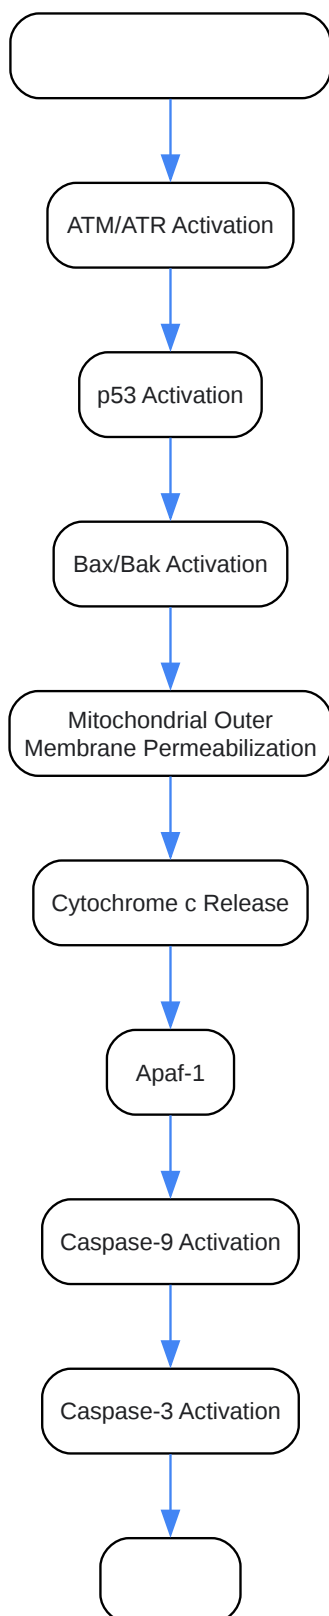 ATM/ATR Activation
p53 Activation
Bax/Bak Activation
Mitochondrial Outer
Membrane Permeabilization
Cytochrome c Release
Apaf-1
Caspase-9 Activation
Caspase-3 Activation